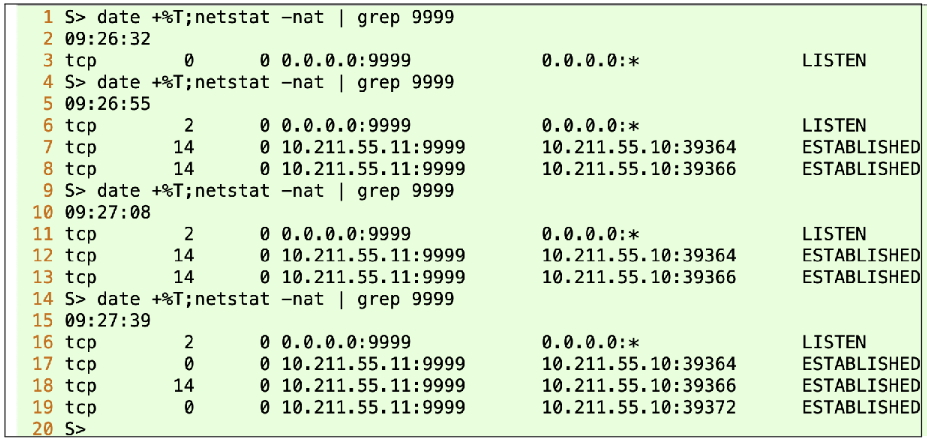 1 S> date +%T;netstat –nat | grep 9999
2 09:26:32
3 tcp 0 0 0.0.0.0:9999 0.0.0.0:* LISTEN
4 S> date +%T;netstat –nat | grep 9999
5 09:26:55
6 tcp 2 0 0.0.0.0:9999 0.0.0.0:* LISTEN
7 tcp 14 0 10.211.55.11:9999 10.211.55.10:39364 ESTABLISHED
8 tcp 14 0 10.211.55.11:9999 10.211.55.10:39366 ESTABLISHED
9 S> date +%T;netstat –nat | grep 9999
10 09:27:08
11 tcp 2 0 0.0.0.0:9999 0.0.0.0:* LISTEN
12 tcp 14 0 10.211.55.11:9999 10.211.55.10:39364 ESTABLISHED
13 tcp 14 0 10.211.55.11:9999 10.211.55.10:39366 ESTABLISHED
14 S> date +%T;netstat –nat | grep 9999
15 09:27:39
16 tcp 2 0 0.0.0.0:9999 0.0.0.0:* LISTEN
17 tcp 0 0 10.211.55.11:9999 10.211.55.10:39364 ESTABLISHED
18 tcp 14 0 10.211.55.11:9999 10.211.55.10:39366 ESTABLISHED
19 tcp 0 0 10.211.55.11:9999 10.211.55.10:39372 ESTABLISHED
20 S>